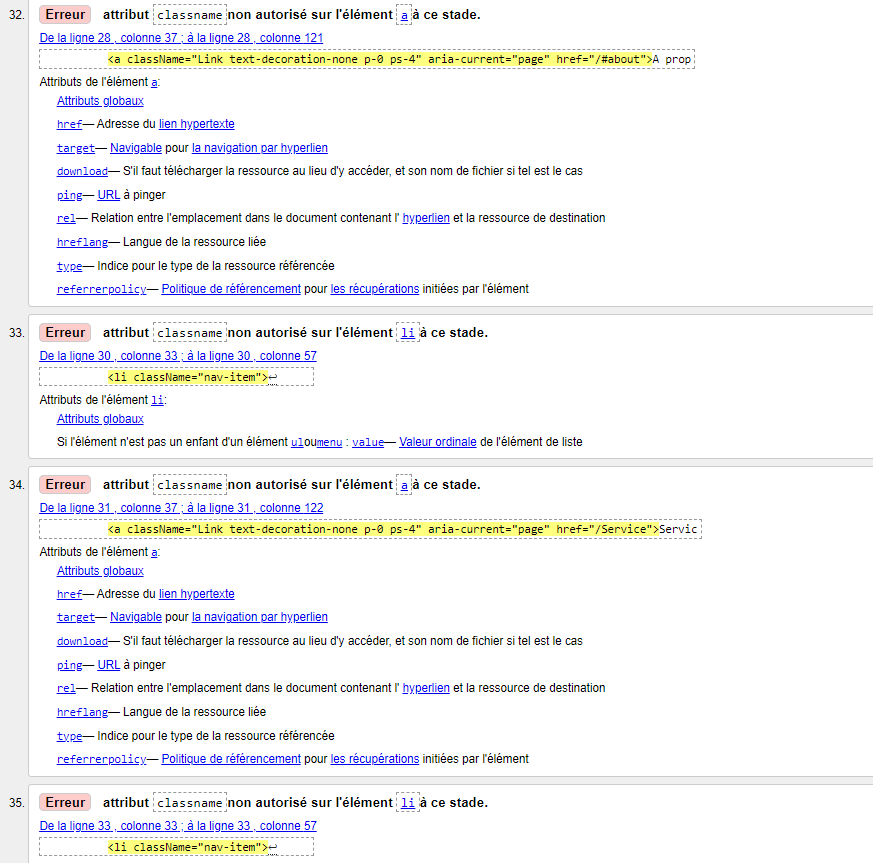 32. Erreur attribut classname non autorisé sur l'élément a à ce stade.
De la ligne 28 , colonne 37 ; à la ligne 28 , colonne 121
<a className="Link text-decoration-none p-0 ps-4" aria-current="page" href="/#about">A prop
Attributs de l'élément a:
Attributs globaux
href— Adresse du lien hypertexte
target— Navigable pour la navigation par hyperlien
download— S'il faut télécharger la ressource au lieu d'y accéder, et son nom de fichier si tel est le cas
ping— URL à pinger
rel— Relation entre l'emplacement dans le document contenant l' hyperlien et la ressource de destination
hreflang— Langue de la ressource liée
type— Indice pour le type de la ressource référencée
referrerpolicy— Politique de référencement pour les récupérations initiées par l'élément
33. Erreur attribut classname non autorisé sur l'élément li à ce stade.
De la ligne 30 , colonne 33 ; à la ligne 30 , colonne 57
<li className="nav-item">↩
Attributs de l'élément li:
Attributs globaux
Si l'élément n'est pas un enfant d'un élément uloumenu : value— Valeur ordinale de l'élément de liste
34. Erreur attribut classname non autorisé sur l'élément a à ce stade.
De la ligne 31 , colonne 37 ; à la ligne 31 , colonne 122
<a className="Link text-decoration-none p-0 ps-4" aria-current="page" href="/Service">Servic
Attributs de l'élément a:
Attributs globaux
href— Adresse du lien hypertexte
target— Navigable pour la navigation par hyperlien
download— S'il faut télécharger la ressource au lieu d'y accéder, et son nom de fichier si tel est le cas
ping— URL à pinger
rel— Relation entre l'emplacement dans le document contenant l' hyperlien et la ressource de destination
hreflang— Langue de la ressource liée
type— Indice pour le type de la ressource référencée
referrerpolicy— Politique de référencement pour les récupérations initiées par l'élément
35. Erreur attribut classname non autorisé sur l'élément li à ce stade.
De la ligne 33 , colonne 33 ; à la ligne 33 , colonne 57
<li className="nav-item">↩